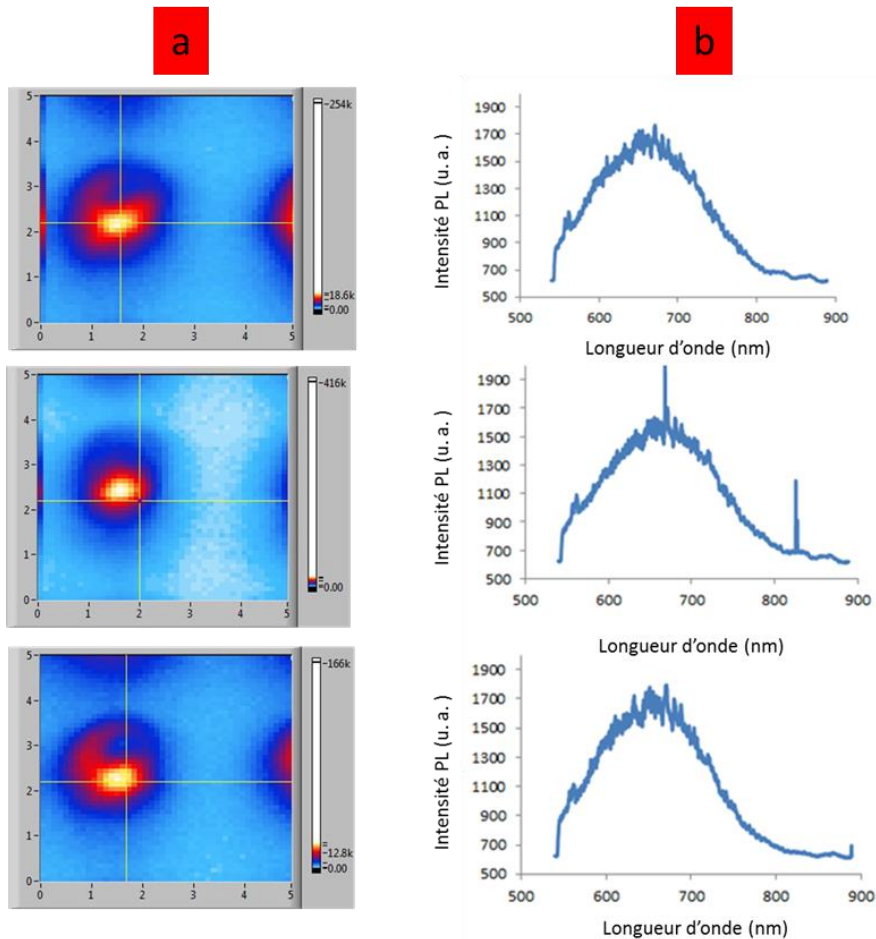 a
b
5
4
3
2
1
0
0 1 2 3 4 5
254k
18.6k
0.00
Intensité PL (u. a. )
1900
1700
1500
1300
1100
900
700
500
500 600 700 800 900
Longueur d'onde (nm)
5
4
3
2
1
0
0 1 2 3 4 5
416k
0.00
Intensité PL (u. a. )
1900
1700
1500
1300
1100
900
700
500
500 600 700 800 900
Longueur d'onde (nm)
5
4
3
2
1
0
0 1 2 3 4 5
166k
12.8k
0.00
Intensité PL (u. a. )
1900
1700
1500
1300
1100
900
700
500
500 600 700 800 900
Longueur d'onde (nm)